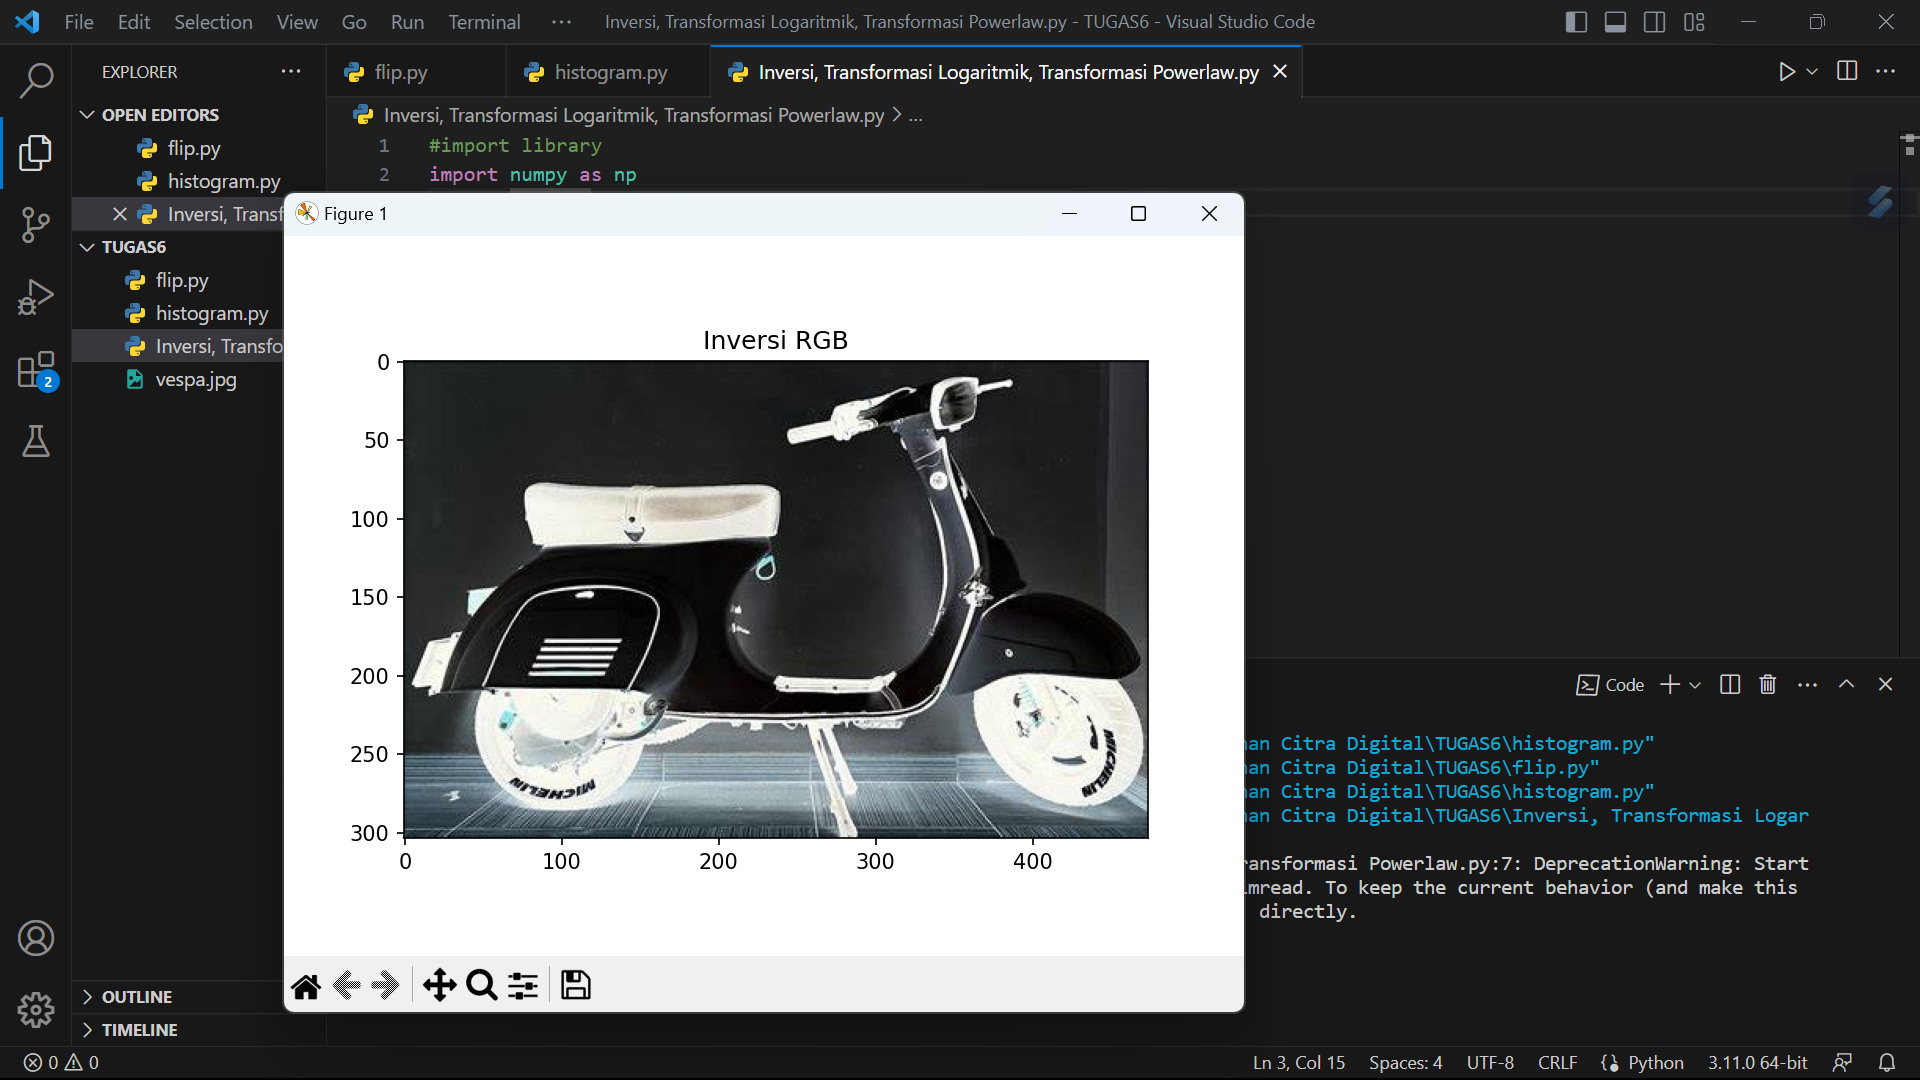 File Edit Selection View Go Run Terminal ··· Inversi, Transformasi Logaritmik, Transformasi Powerlaw.py - TUGAS6 - Visual Studio Code
EXPLORER
flip.py histogram.py Inversi, Transformasi Logaritmik, Transformasi Powerlaw.py
OPEN EDITORS
flip.py
histogram.py
Inversi, Transf
TUGAS6
flip.py
histogram.py
Inversi, Transfo
vespa.jpg
2
OUTLINE
TIMELINE
Inversi, Transformasi Logaritmik, Transformasi Powerlaw.py > ...
1 #import library
2 import numpy as np
Figure 1
Inversi RGB
0
50
100
150
200
250
300
0 100 200 300 400
MICHELIN
MICHELIN
Code
Citra Digital\TUGAS6\histogram.py"
Citra Digital\TUGAS6\flip.py"
Citra Digital\TUGAS6\histogram.py"
Citra Digital\TUGAS6\Inversi, Transformasi Logar
Powerlaw.py:7: DeprecationWarning: Start
To keep the current behavior (and make this
directly.
0 0
Ln 3, Col 15 Spaces: 4 UTF-8 CRLF Python 3.11.0 64-bit